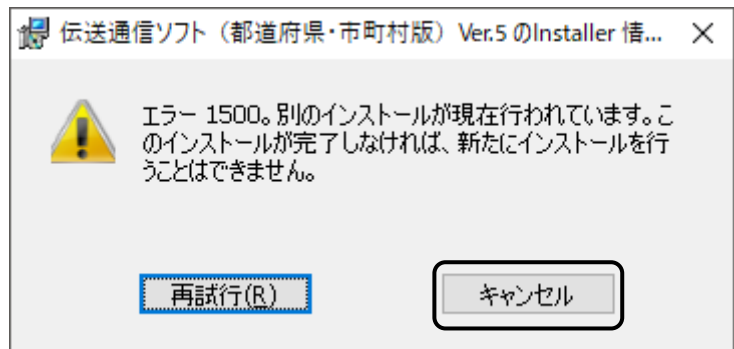 伝送通信ソフト（都道府県・市町村版）Ver.5 のInstaller 情...
エラー 1500。別のインストールが現在行われています。こ
のインストールが完了しなければ、新たにインストールを行
うことはできません。
再試行(R) キャンセル